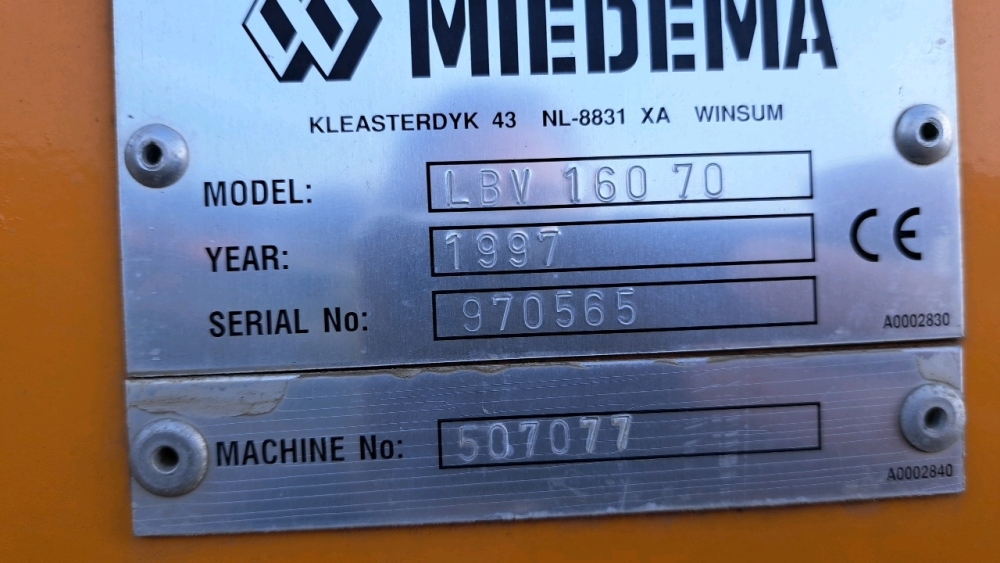 MIEDEMA
KLEASTERDYK 43 NL-8831 XA WINSUM
MODEL: LBV 160 70
YEAR: 1997
CE
SERIAL No: 970565
A0002830
MACHINE No: 507077
A0002840